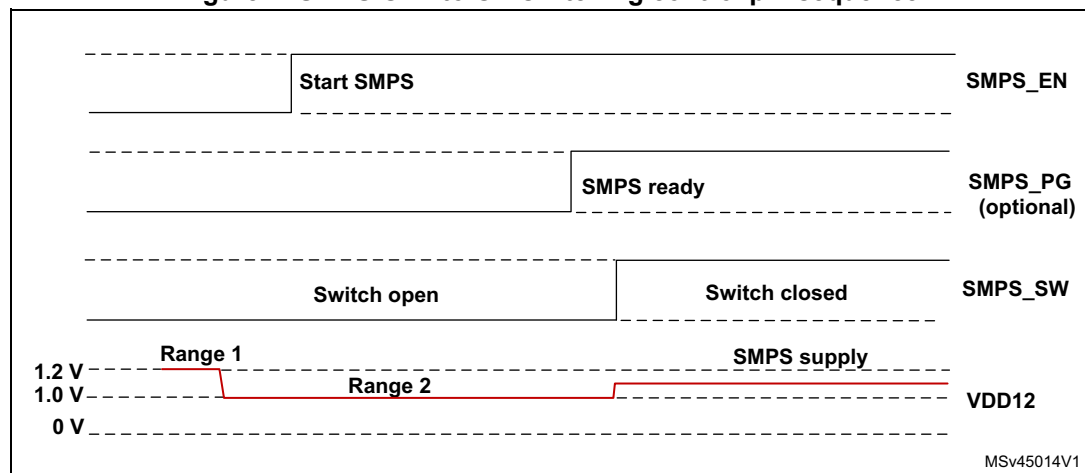 Start SMPS
SMPS_EN
SMPS ready
SMPS_PG
(optional)
Switch open
Switch closed
SMPS_SW
Range 1
SMPS supply
1.2 V
Range 2
1.0 V
VDD12
0 V
MSv45014V1